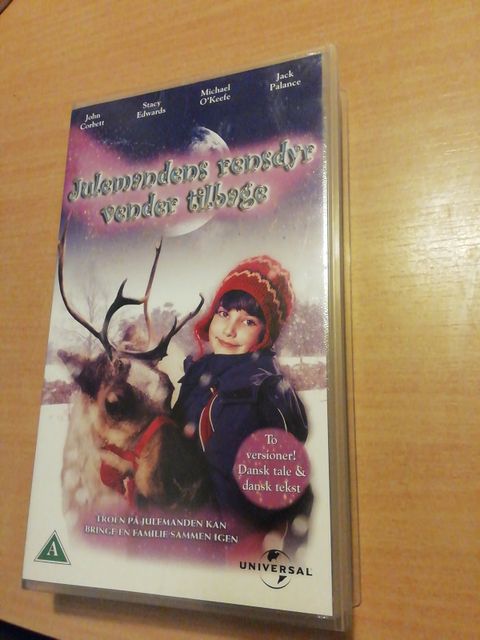 John
Corbett
Stacy
Edwards
Michael
O'Keefe
Jack
Palance
Julemandens rensdyr
vender tilbage
To
versioner!
Dansk tale &
dansk tekst
TROEN PÅ JULEMANDEN KAN
BRINGE EN FAMILIE SAMMEN IGEN
A
UNIVERSAL